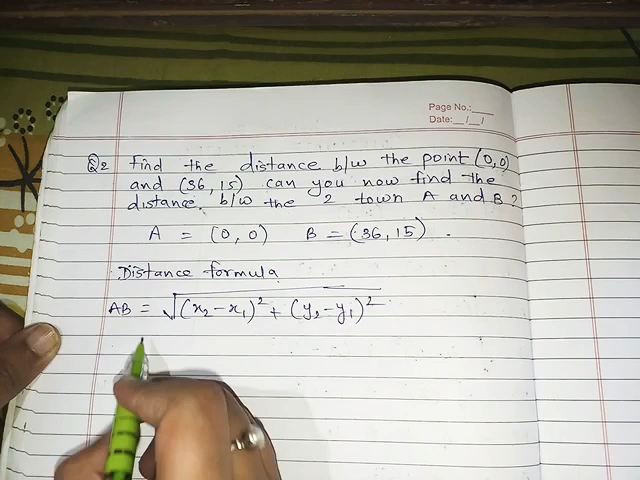 Page No.:
Date: / /
Q2 Find the distance b/w the point (0,0)
and (36,15) can you now find the
distance. b/w the 2 town A and B?
A = (0,0) B = (36,15).
Distance formula
AB = √(x₂-x₁)² + (y₂-y₁)²